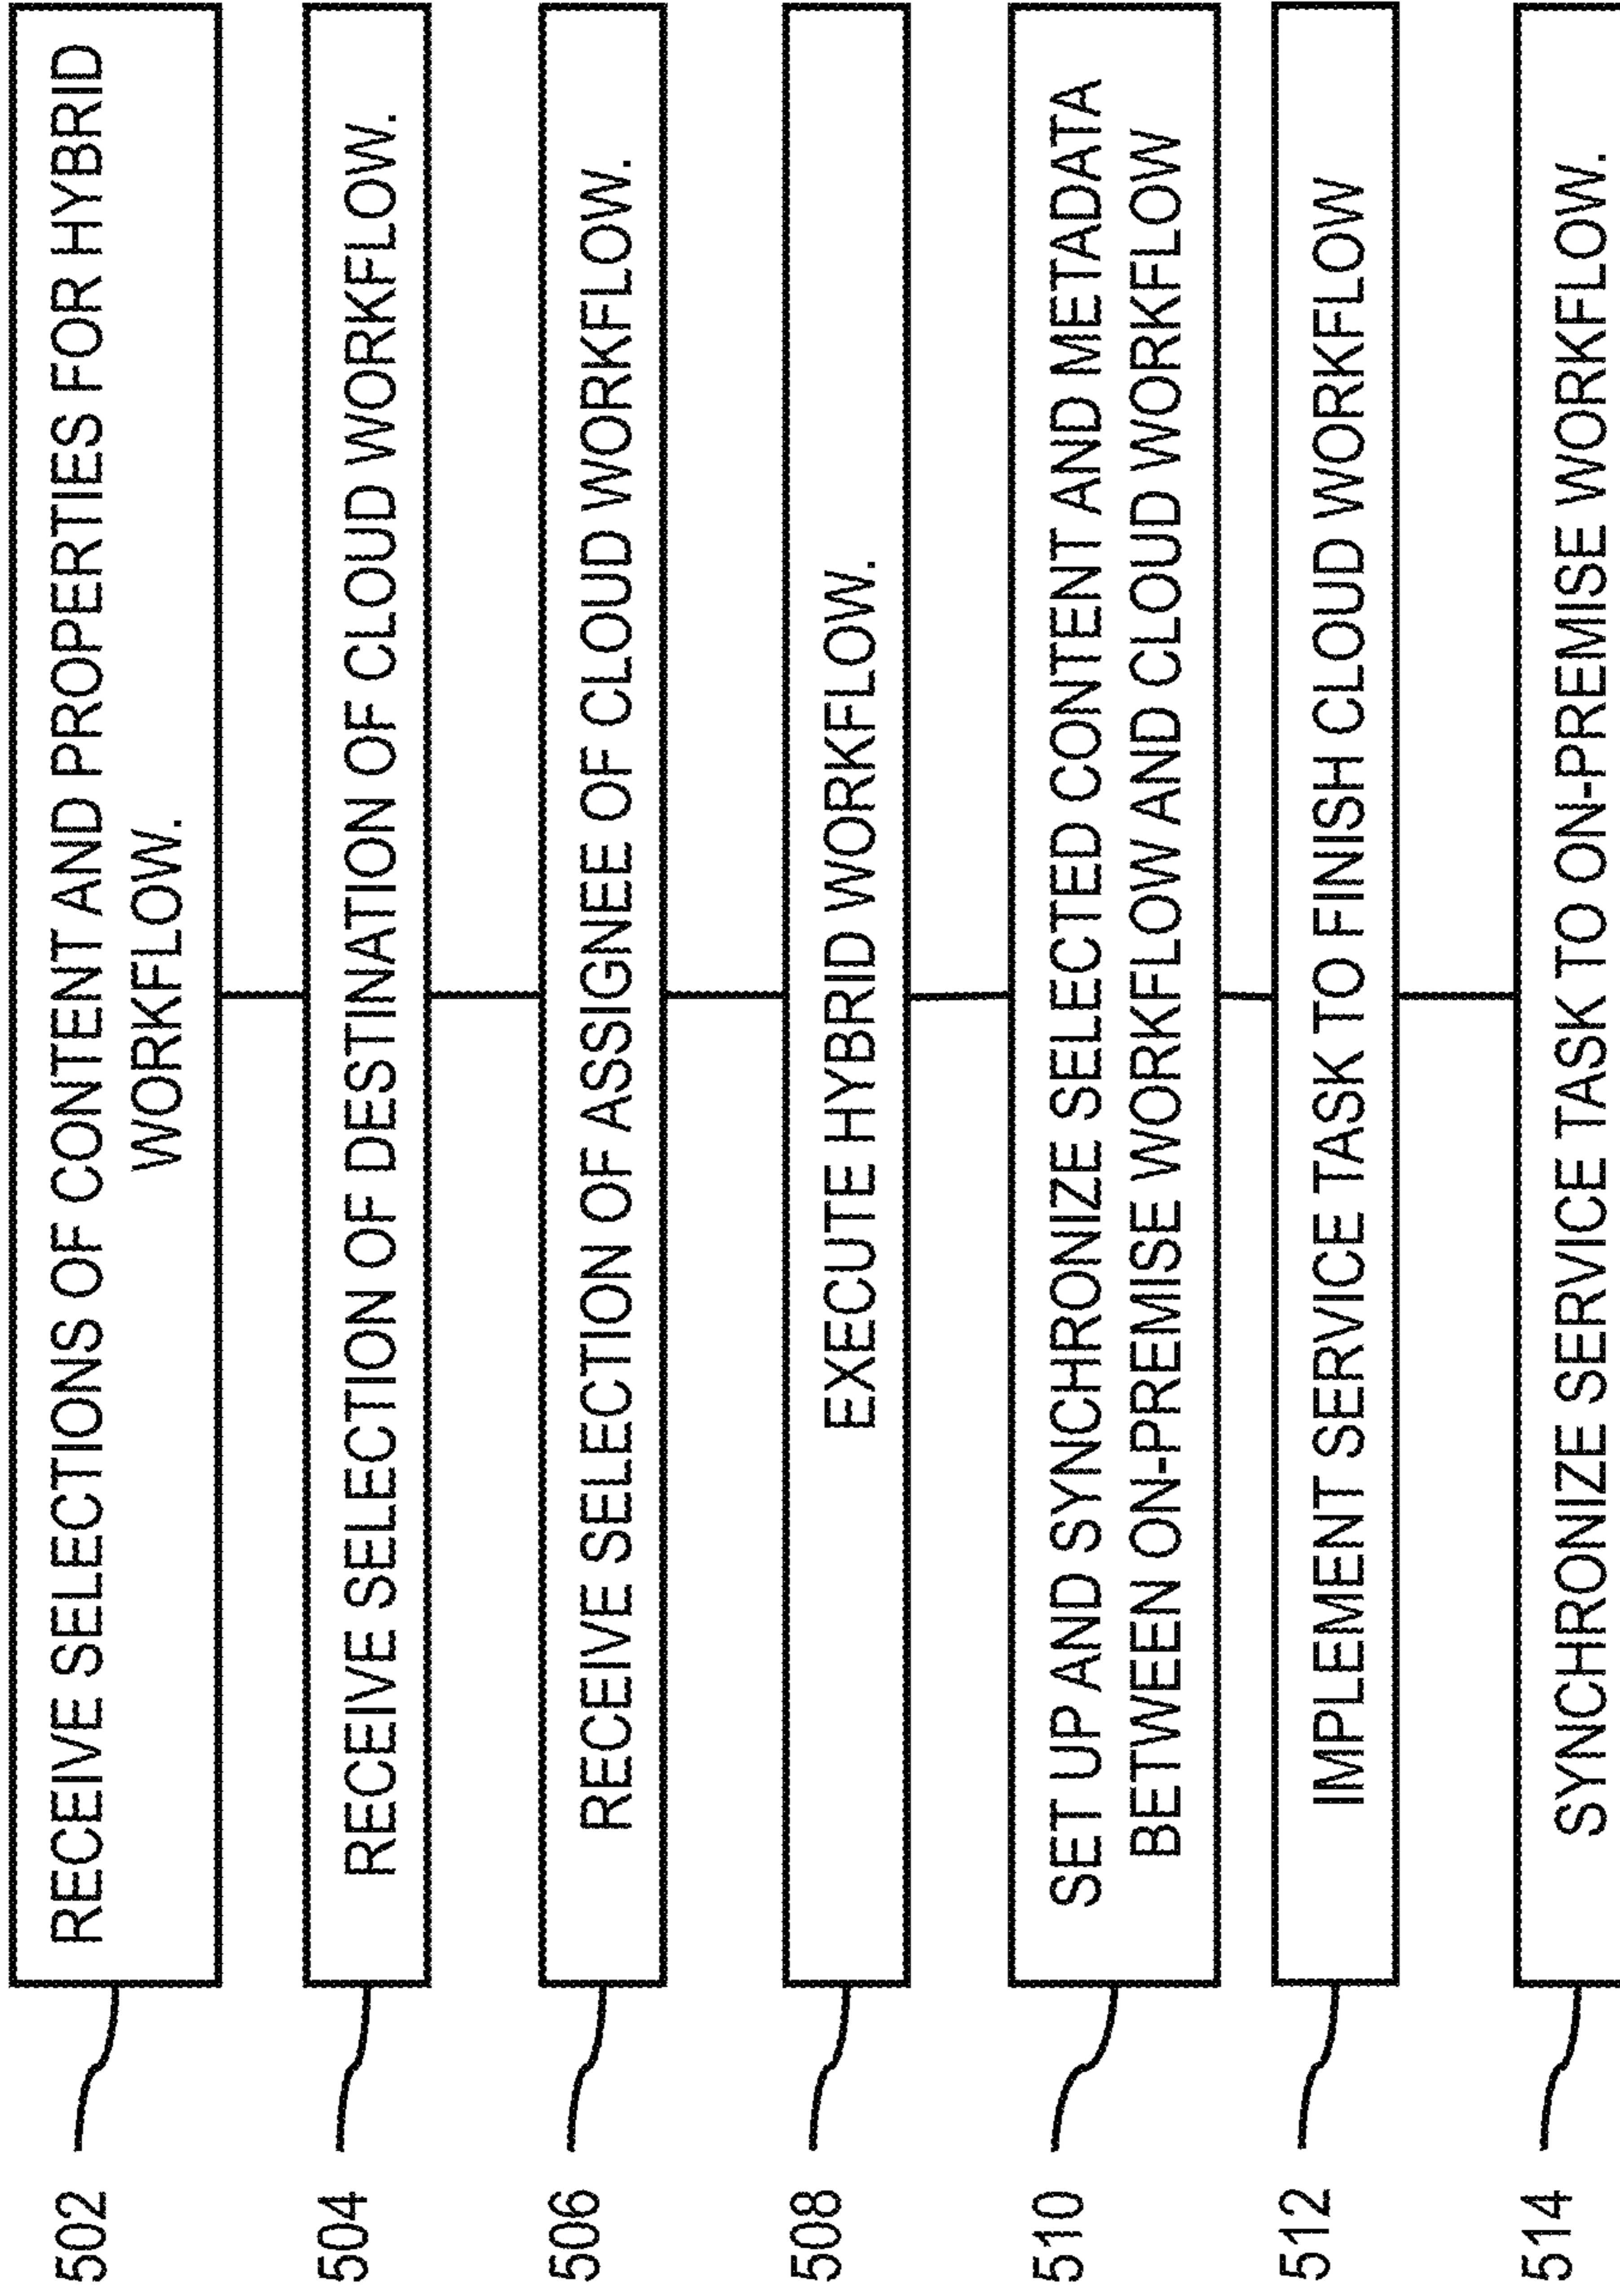 502
RECEIVE SELECTIONS OF CONTENT AND PROPERTIES FOR HYBRID
WORKFLOW.
504
RECEIVE SELECTION OF DESTINATION OF CLOUD WORKFLOW.
506
RECEIVE SELECTION OF ASSIGNEE OF CLOUD WORKFLOW.
508
EXECUTE HYBRID WORKFLOW.
510
SET UP AND SYNCHRONIZE SELECTED CONTENT AND METADATA
BETWEEN ON-PREMISE WORKFLOW AND CLOUD WORKFLOW
512
IMPLEMENT SERVICE TASK TO FINISH CLOUD WORKFLOW
514
SYNCHRONIZE SERVICE TASK TO ON-PREMISE WORKFLOW.